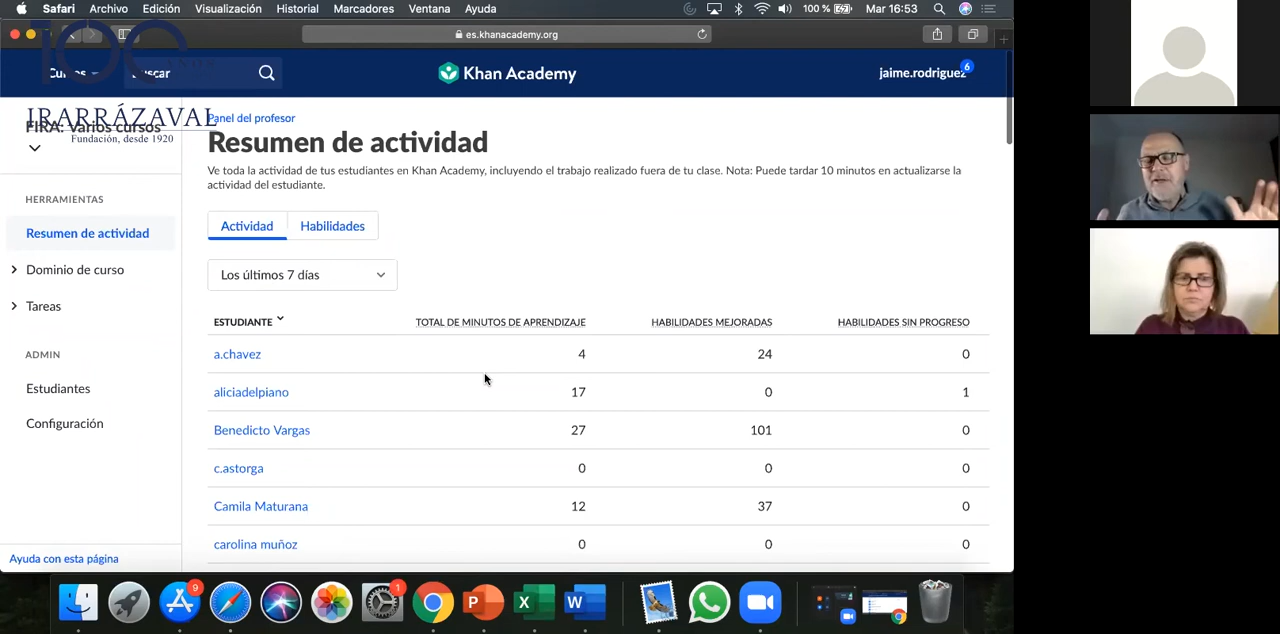 Safari Archivo Edición Visualización Historial Marcadores Ventana Ayuda 100 % Mar 16:53
es.khanacademy.org
Cursos Buscar Khan Academy jaime.rodriguez 6
IRARRÁZAVAL
Fundación, desde 1920
FIRA: Varios cursos
Panel del profesor
Resumen de actividad
Ve toda la actividad de tus estudiantes en Khan Academy, incluyendo el trabajo realizado fuera de tu clase. Nota: Puede tardar 10 minutos en actualizarse la
actividad del estudiante.
HERRAMIENTAS
Resumen de actividad
Dominio de curso
Tareas
ADMIN
Estudiantes
Configuración
Ayuda con esta página
Actividad Habilidades
Los últimos 7 días
ESTUDIANTE TOTAL DE MINUTOS DE APRENDIZAJE HABILIDADES MEJORADAS HABILIDADES SIN PROGRESO
a.chavez 4 24 0
aliciadelpiano 17 0 1
Benedicto Vargas 27 101 0
c.astorga 0 0 0
Camila Maturana 12 37 0
carolina muñoz 0 0 0
9 1 P X W